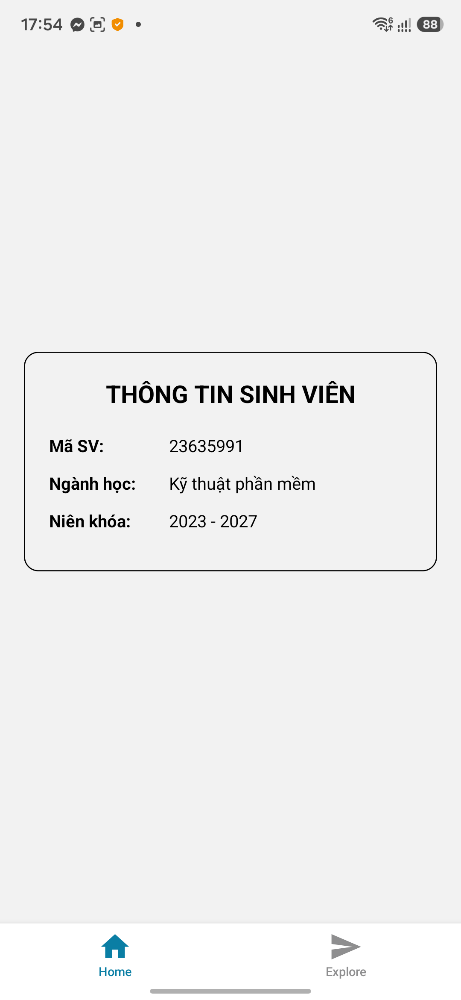 17:54
6
88
THÔNG TIN SINH VIÊN
Mã SV: 23635991
Ngành học: Kỹ thuật phần mềm
Niên khóa: 2023 - 2027
Home Explore